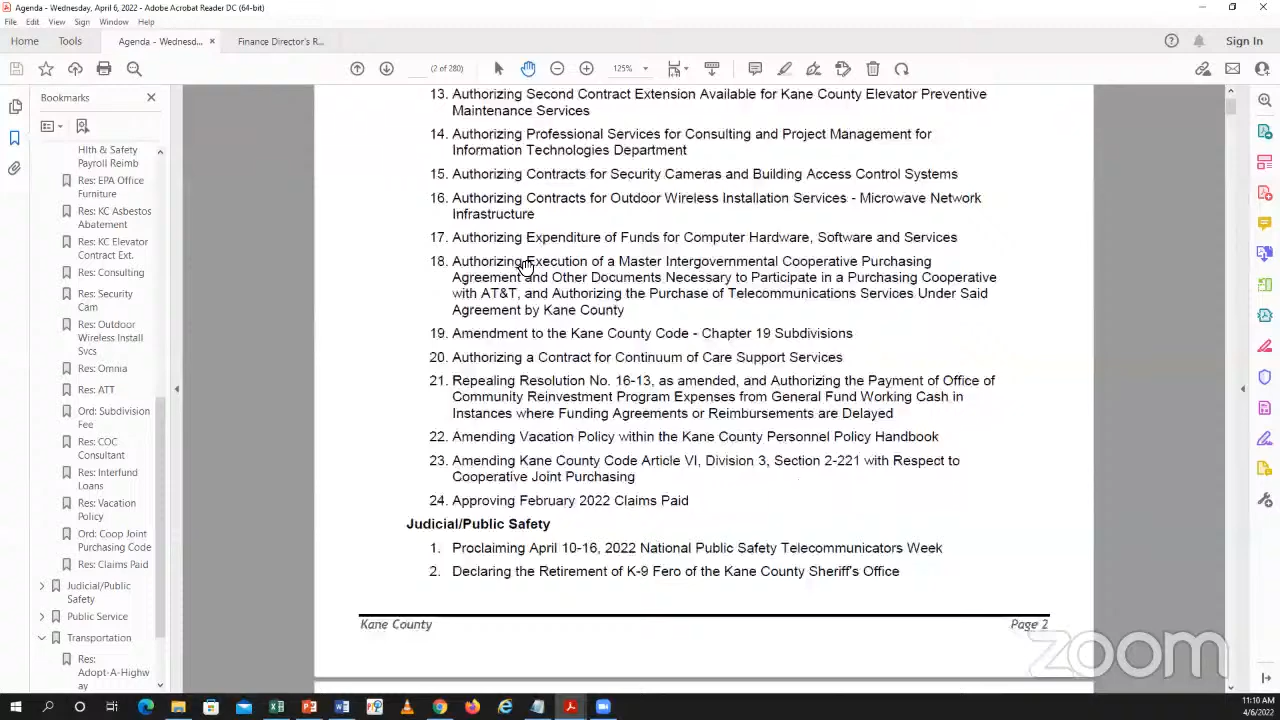 Agenda - Wednesday, April 6, 2022 - Adobe Acrobat Reader DC (64-bit)
File Edit View Sign Window Help
Home Tools Agenda - Wednesd... × Finance Director's R... Sign In
(2 of 280) 125%
Bookmarks
Hlth & Safety
Payroll Reimb
Res: EPA Office
Furniture
Res: KC Asbestos
Abatement
Res: KC Elevator
Contract Ext.
Res: Consulting
Res: Security
Cam
Res: Outdoor
Wireless Install
Svcs
Res: Omnia
Res: ATT
Ord: Subdivision
Fee
Res: COC
Consultant
Res: Interfund
Loans
Res: Vacation
Policy
Ord: Coop Joint
Purchasing Code
Res: Claims Paid
Judicial/Public
Safety
Public Service
Transportation
Res:
Adopt-A-Highw
ay
13. Authorizing Second Contract Extension Available for Kane County Elevator Preventive
Maintenance Services
14. Authorizing Professional Services for Consulting and Project Management for
Information Technologies Department
15. Authorizing Contracts for Security Cameras and Building Access Control Systems
16. Authorizing Contracts for Outdoor Wireless Installation Services - Microwave Network
Infrastructure
17. Authorizing Expenditure of Funds for Computer Hardware, Software and Services
18. Authorizing Execution of a Master Intergovernmental Cooperative Purchasing
Agreement and Other Documents Necessary to Participate in a Purchasing Cooperative
with AT&T, and Authorizing the Purchase of Telecommunications Services Under Said
Agreement by Kane County
19. Amendment to the Kane County Code - Chapter 19 Subdivisions
20. Authorizing a Contract for Continuum of Care Support Services
21. Repealing Resolution No. 16-13, as amended, and Authorizing the Payment of Office of
Community Reinvestment Program Expenses from General Fund Working Cash in
Instances where Funding Agreements or Reimbursements are Delayed
22. Amending Vacation Policy within the Kane County Personnel Policy Handbook
23. Amending Kane County Code Article VI, Division 3, Section 2-221 with Respect to
Cooperative Joint Purchasing
24. Approving February 2022 Claims Paid
Judicial/Public Safety
1. Proclaiming April 10-16, 2022 National Public Safety Telecommunicators Week
2. Declaring the Retirement of K-9 Fero of the Kane County Sheriff's Office
Kane County Page 2
zoom
11:10 AM
4/6/2022